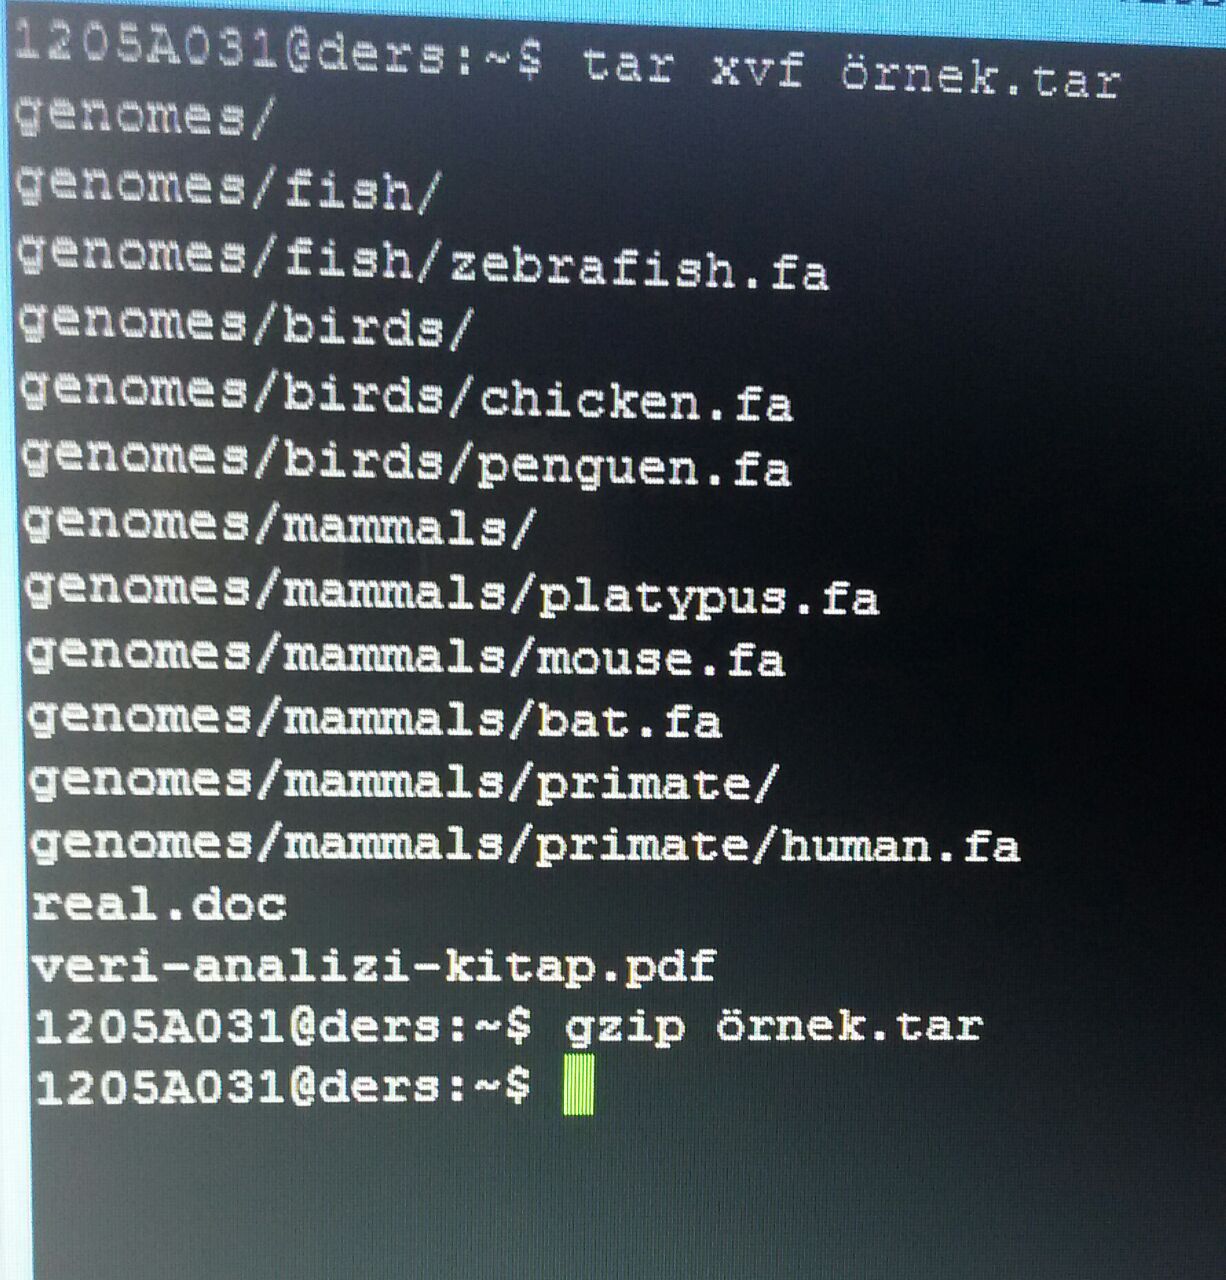 1205A031@ders:~$ tar xvf örnek.tar
genomes/
genomes/fish/
genomes/fish/zebrafish.fa
genomes/birds/
genomes/birds/chicken.fa
genomes/birds/penguen.fa
genomes/mammals/
genomes/mammals/platypus.fa
genomes/mammals/mouse.fa
genomes/mammals/bat.fa
genomes/mammals/primate/
genomes/mammals/primate/human.fa
real.doc
veri-analizi-kitap.pdf
1205A031@ders:~$ gzip örnek.tar
1205A031@ders:~$